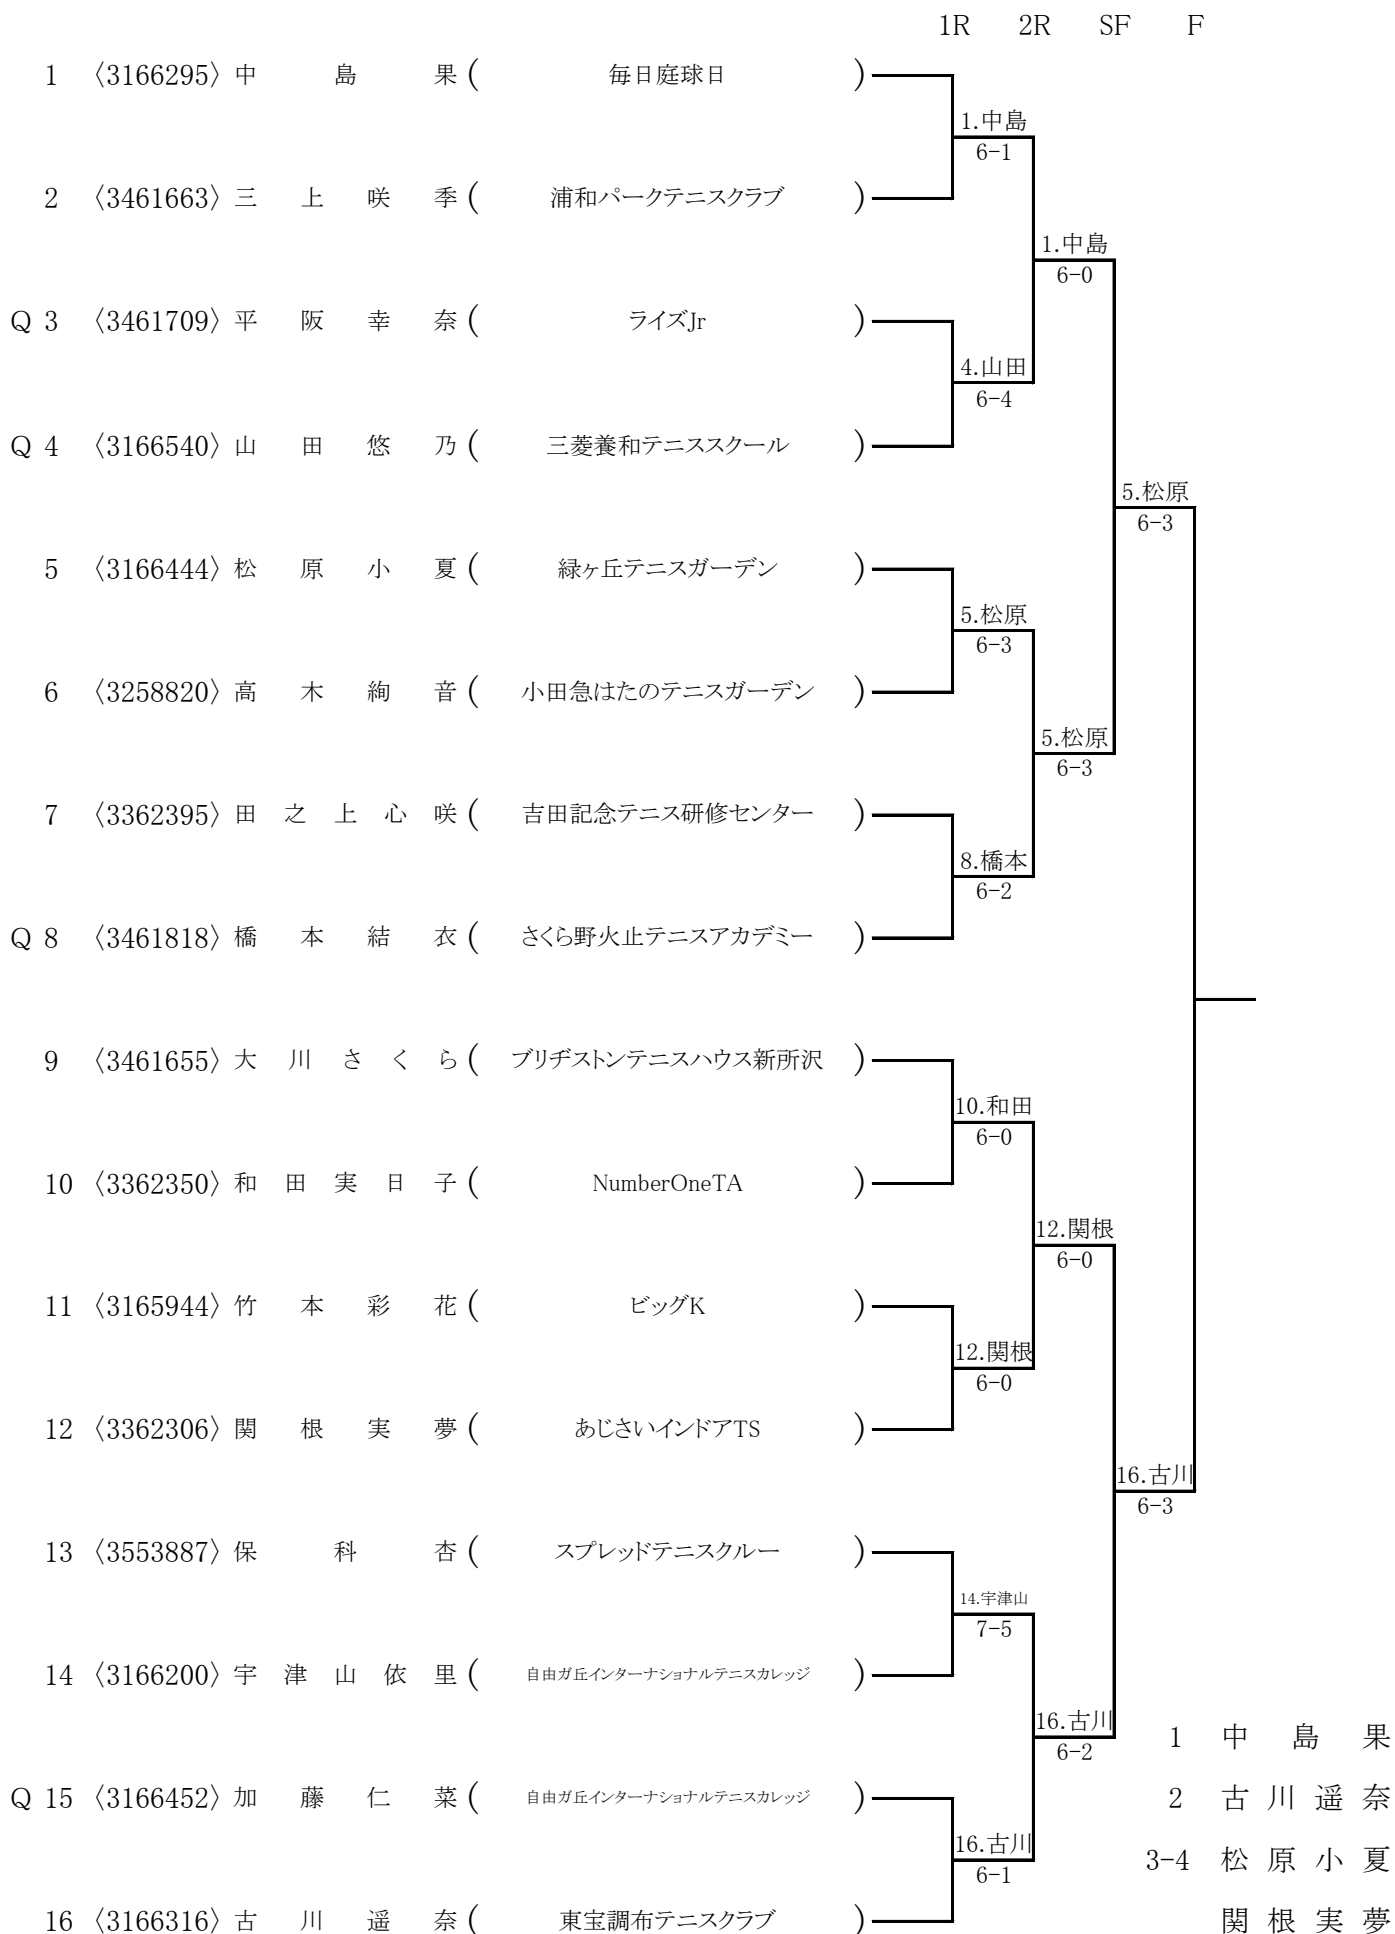 1R 2R SF F
1 〈3166295〉 中島果 ( 毎日庭球日 )
1.中島
6-1
2 〈3461663〉 三上咲季 ( 浦和パークテニスクラブ )
1.中島
6-0
Q 3 〈3461709〉 平阪幸奈 ( ライズJr )
4.山田
6-4
Q 4 〈3166540〉 山田悠乃 ( 三菱養和テニススクール )
5.松原
6-3
5 〈3166444〉 松原小夏 ( 緑ヶ丘テニスガーデン )
5.松原
6-3
6 〈3258820〉 高木絢音 ( 小田急はたのテニスガーデン )
5.松原
6-3
7 〈3362395〉 田之上心咲 ( 吉田記念テニス研修センター )
8.橋本
6-2
Q 8 〈3461818〉 橋本結衣 ( さくら野火止テニスアカデミー )
9 〈3461655〉 大川さくら ( ブリヂストンテニスハウス新所沢 )
10.和田
6-0
10 〈3362350〉 和田実日子 ( NumberOneTA )
12.関根
6-0
11 〈3165944〉 竹本彩花 ( ビッグK )
12.関根
6-0
12 〈3362306〉 関根実夢 ( あじさいインドアTS )
16.古川
6-3
13 〈3553887〉 保科杏 ( スプレッドテニスクルー )
14.宇津山
7-5
14 〈3166200〉 宇津山依里 ( 自由ガ丘インターナショナルテニスカレッジ )
16.古川
6-2
1 中島果
Q 15 〈3166452〉 加藤仁菜 ( 自由ガ丘インターナショナルテニスカレッジ )
2 古川遥奈
16.古川
6-1
3-4 松原小夏
16 〈3166316〉 古川遥奈 ( 東宝調布テニスクラブ )
関根実夢